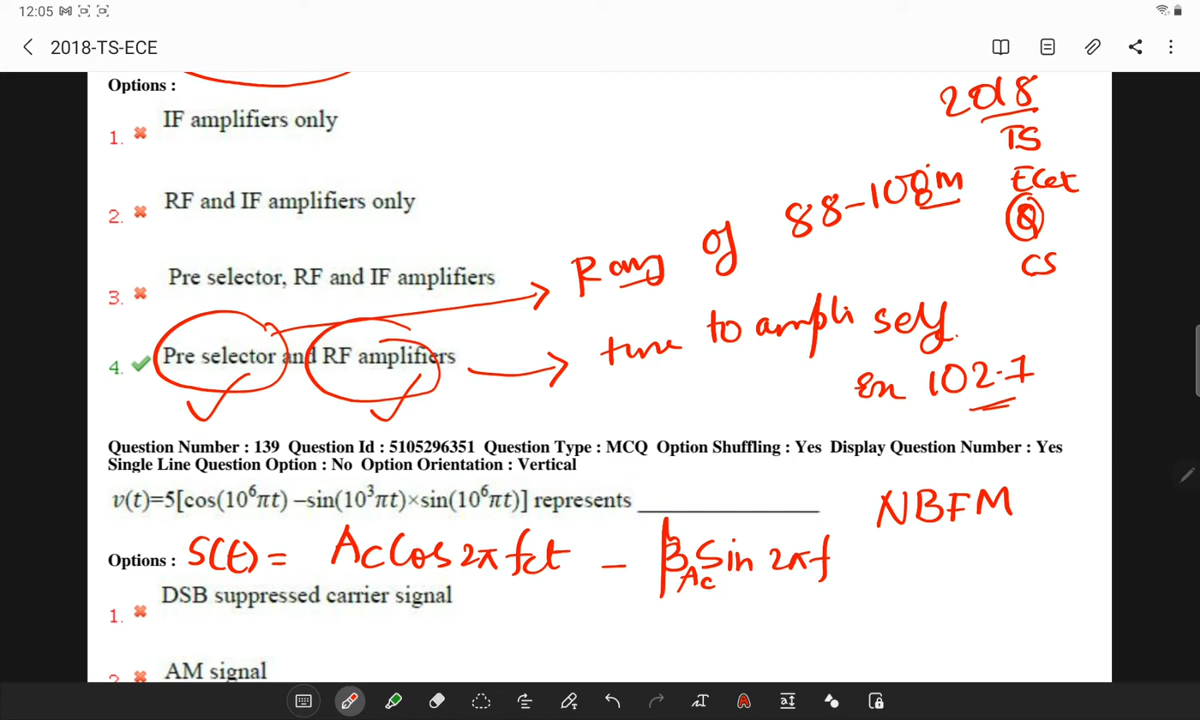 12:05
2018-TS-ECE
Options :
1. IF amplifiers only
2. RF and IF amplifiers only
3. Pre selector, RF and IF amplifiers
4. Pre selector and RF amplifiers
2018
TS
ECet
Q
CS
Rang of 88-108m
tune to ampli self
Ex 102.7
Question Number : 139 Question Id : 5105296351 Question Type : MCQ Option Shuffling : Yes Display Question Number : Yes
Single Line Question Option : No Option Orientation : Vertical
v(t)=5[cos(10⁶πt) –sin(10³πt)×sin(10⁶πt)] represents ________________
NBFM
Options :
S(t) = Ac Cos 2π fct - β Ac Sin 2πf
1. DSB suppressed carrier signal
2. AM signal